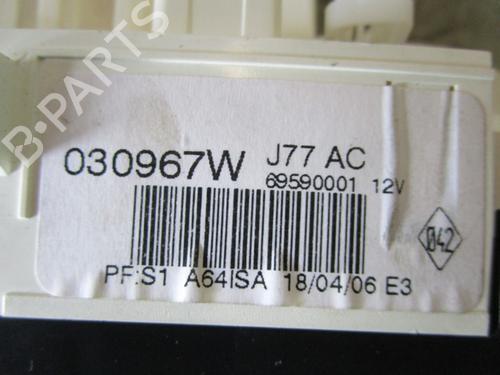 B-PARTS
030967W J77 AC
69590001 12V
042
PF:S1 A64ISA 18/04/06 E3